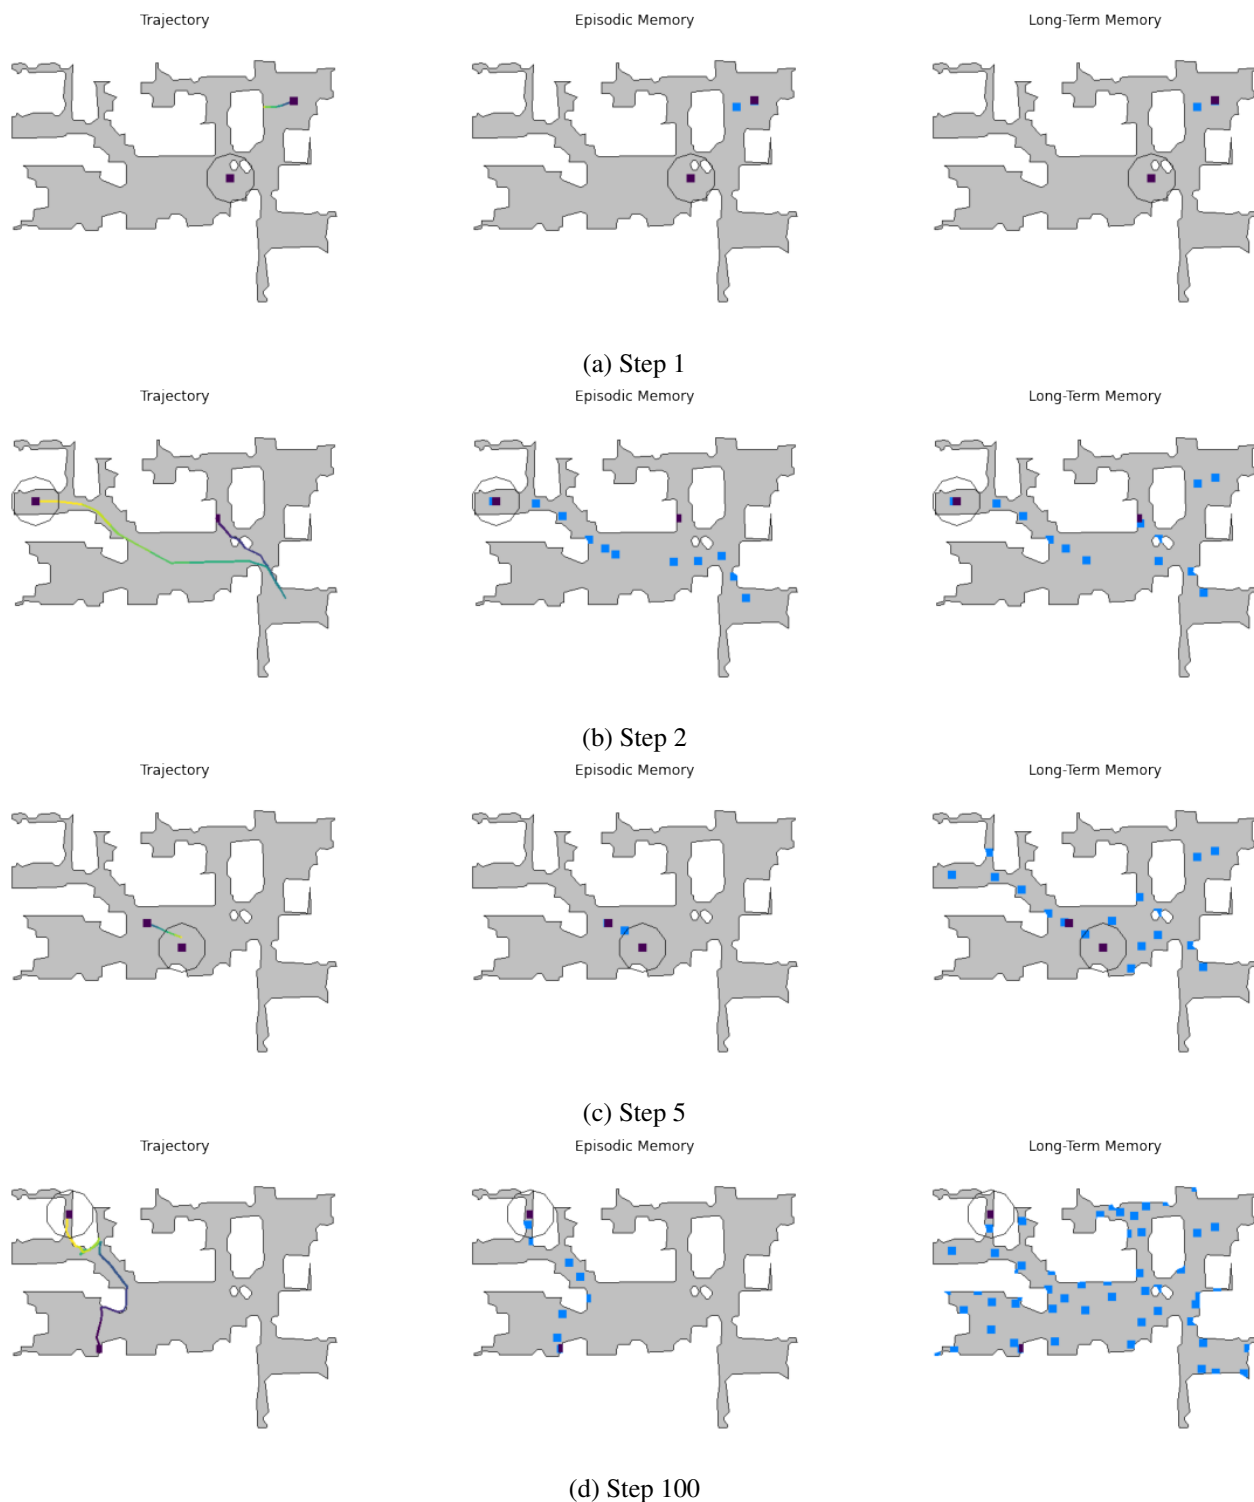 Trajectory
Episodic Memory
Long-Term Memory
(a) Step 1
Trajectory
Episodic Memory
Long-Term Memory
(b) Step 2
Trajectory
Episodic Memory
Long-Term Memory
(c) Step 5
Trajectory
Episodic Memory
Long-Term Memory
(d) Step 100